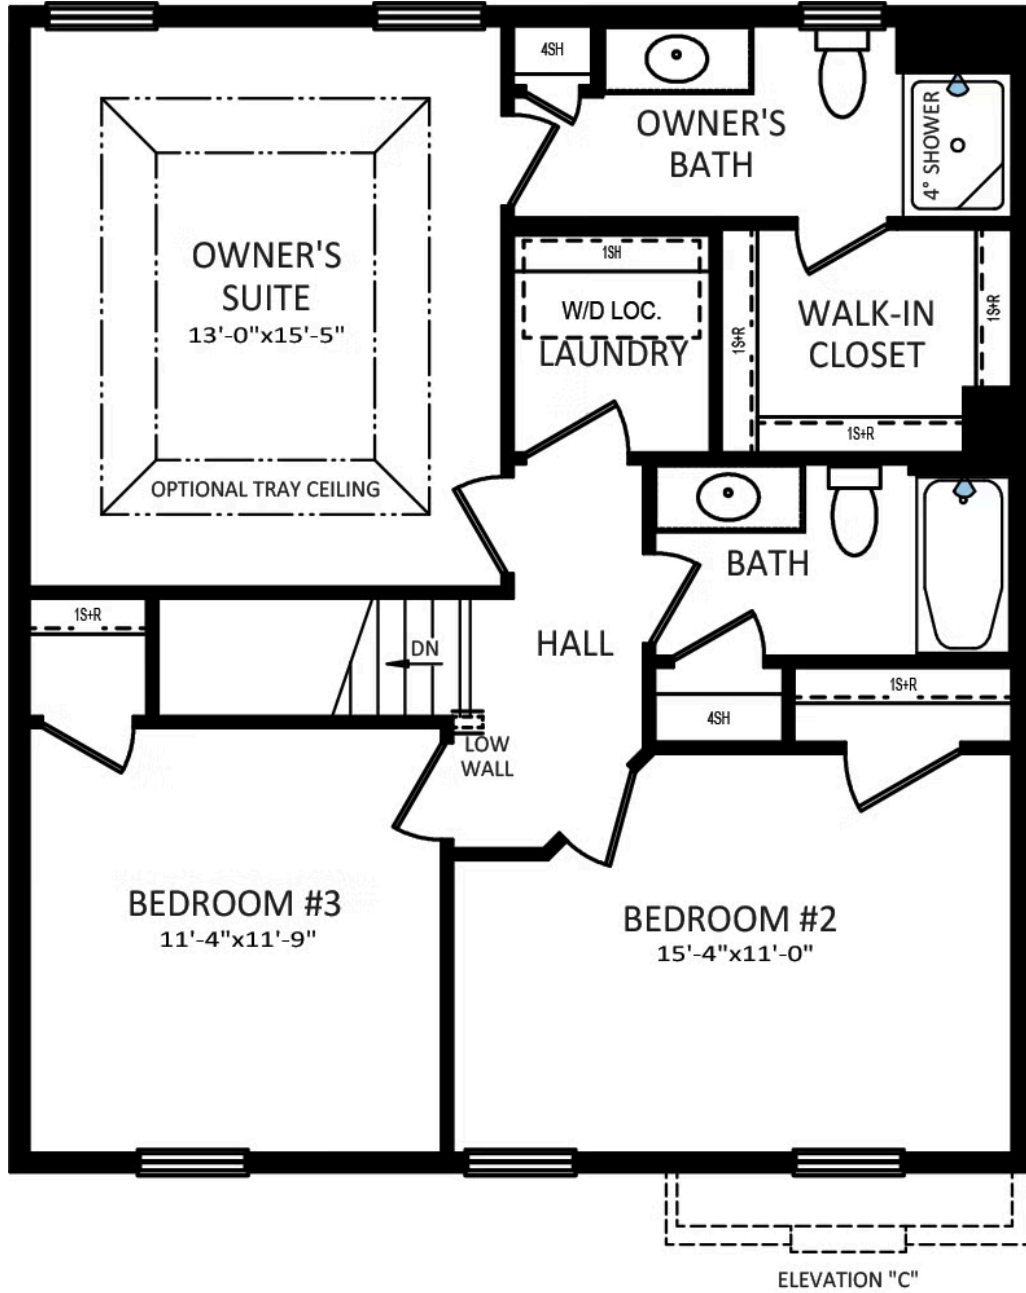 4SH
OWNER'S
BATH
4° SHOWER
OWNER'S
SUITE
13'-0"x15'-5"
OPTIONAL TRAY CEILING
1SH
W/D LOC.
LAUNDRY
1S+R
WALK-IN
CLOSET
1S+R
1S+R
BATH
1S+R
DN
HALL
LOW
WALL
4SH
1S+R
BEDROOM #3
11'-4"x11'-9"
BEDROOM #2
15'-4"x11'-0"
ELEVATION "C"